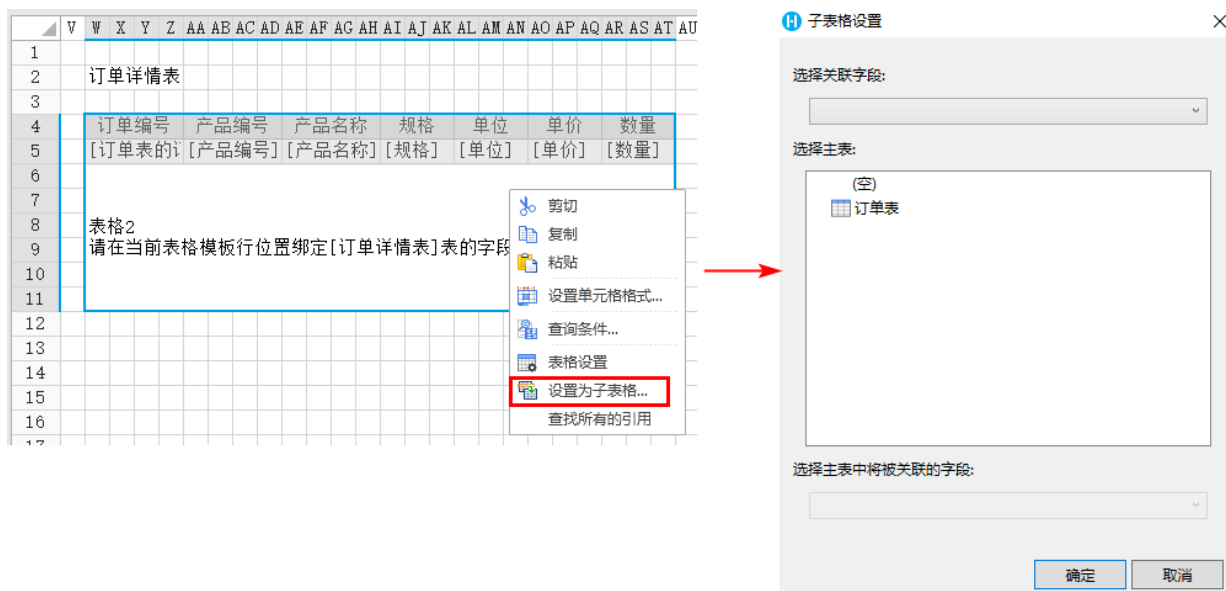 V W X Y Z AA AB AC AD AE AF AG AH AI AJ AK AL AM AN AO AP AQ AR AS AT AU
1
2 订单详情表
3
4 订单编号 产品编号 产品名称 规格 单位 单价 数量
5 [订单表的订 [产品编号] [产品名称] [规格] [单位] [单价] [数量]
6
7
8 表格2
9 请在当前表格模板行位置绑定[订单详情表]表的字段
10
11
12
13
14
15
16
17
剪切
复制
粘贴
设置单元格格式...
查询条件...
表格设置
设置为子表格...
查找所有的引用
H 子表格设置
选择关联字段:
选择主表:
(空)
订单表
选择主表中将被关联的字段:
确定 取消